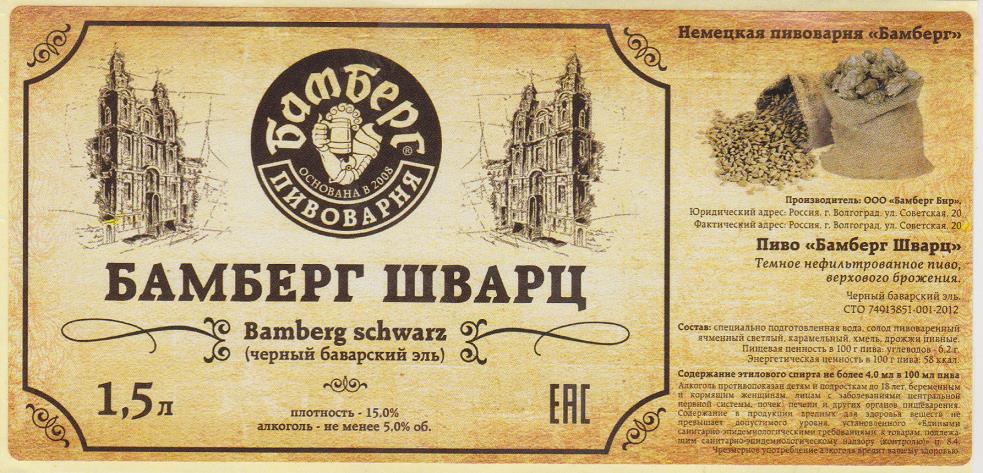 БАМБЕРГ
®
ОСНОВАНА В 2008
ПИВОВАРНЯ
БАМБЕРГ ШВАРЦ
Bamberg schwarz
(черный баварский эль)
1,5 л
плотность - 15.0%
алкоголь - не менее 5.0% об.
EAC
Немецкая пивоварня «Бамберг»
Производитель: ООО «Бамберг Бир»,
Юридический адрес: Россия, г. Волгоград, ул. Советская, 20
Фактический адрес: Россия, г. Волгоград, ул. Советская, 20
Пиво «Бамберг Шварц»
Темное нефильтрованное пиво,
верхового брожения.
Черный баварский эль.
СТО 74913851-001-2012
Состав: специально подготовленная вода, солод пивоваренный
ячменный светлый, карамельный, хмель, дрожжи пивные.
Пищевая ценность в 100 г пива: углеводов - 6.2 г.
Энергетическая ценность в 100 г пива: 58 ккал.
Содержание этилового спирта не более 4.0 мл в 100 мл пива
Алкоголь противопоказан детям и подросткам до 18 лет, беременным
и кормящим женщинам, лицам с заболеваниями центральной
нервной системы, почек, печени и других органов пищеварения.
Содержание в продукции вредных для здоровья веществ не
превышает допустимого уровня, установленного «Едиными
санитарно-эпидемиологическими требованиями к товарам, подлежа-
щим санитарно-эпидемиологическому надзору (контролю)» п. 8.4.
Чрезмерное употребление алкоголя вредит вашему здоровью